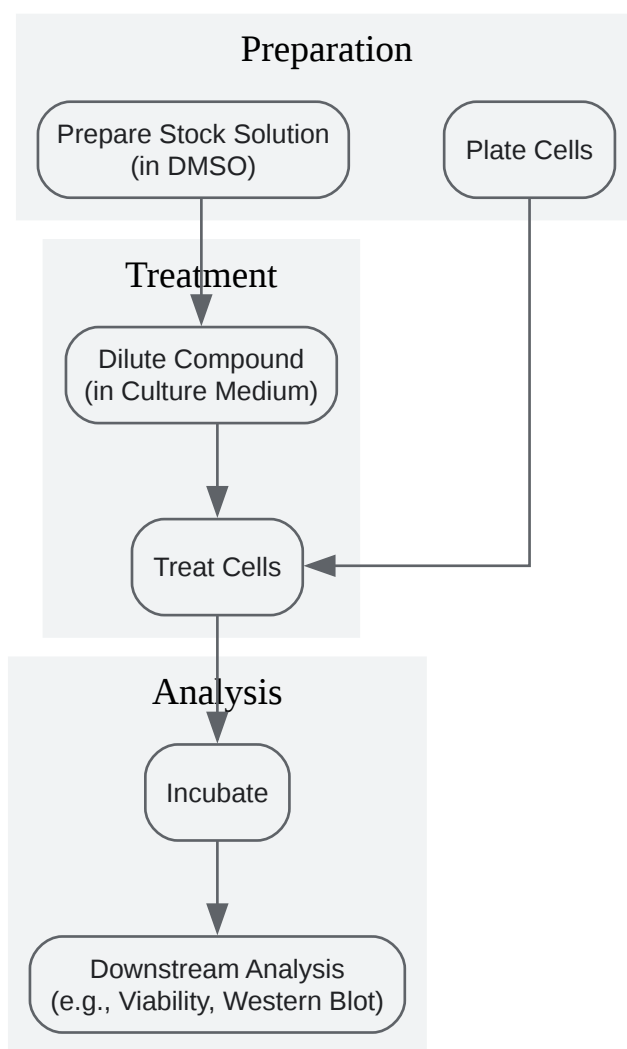 Preparation
Prepare Stock Solution
(in DMSO)
Plate Cells
Treatment
Dilute Compound
(in Culture Medium)
Treat Cells
Analysis
Incubate
Downstream Analysis
(e.g., Viability, Western Blot)